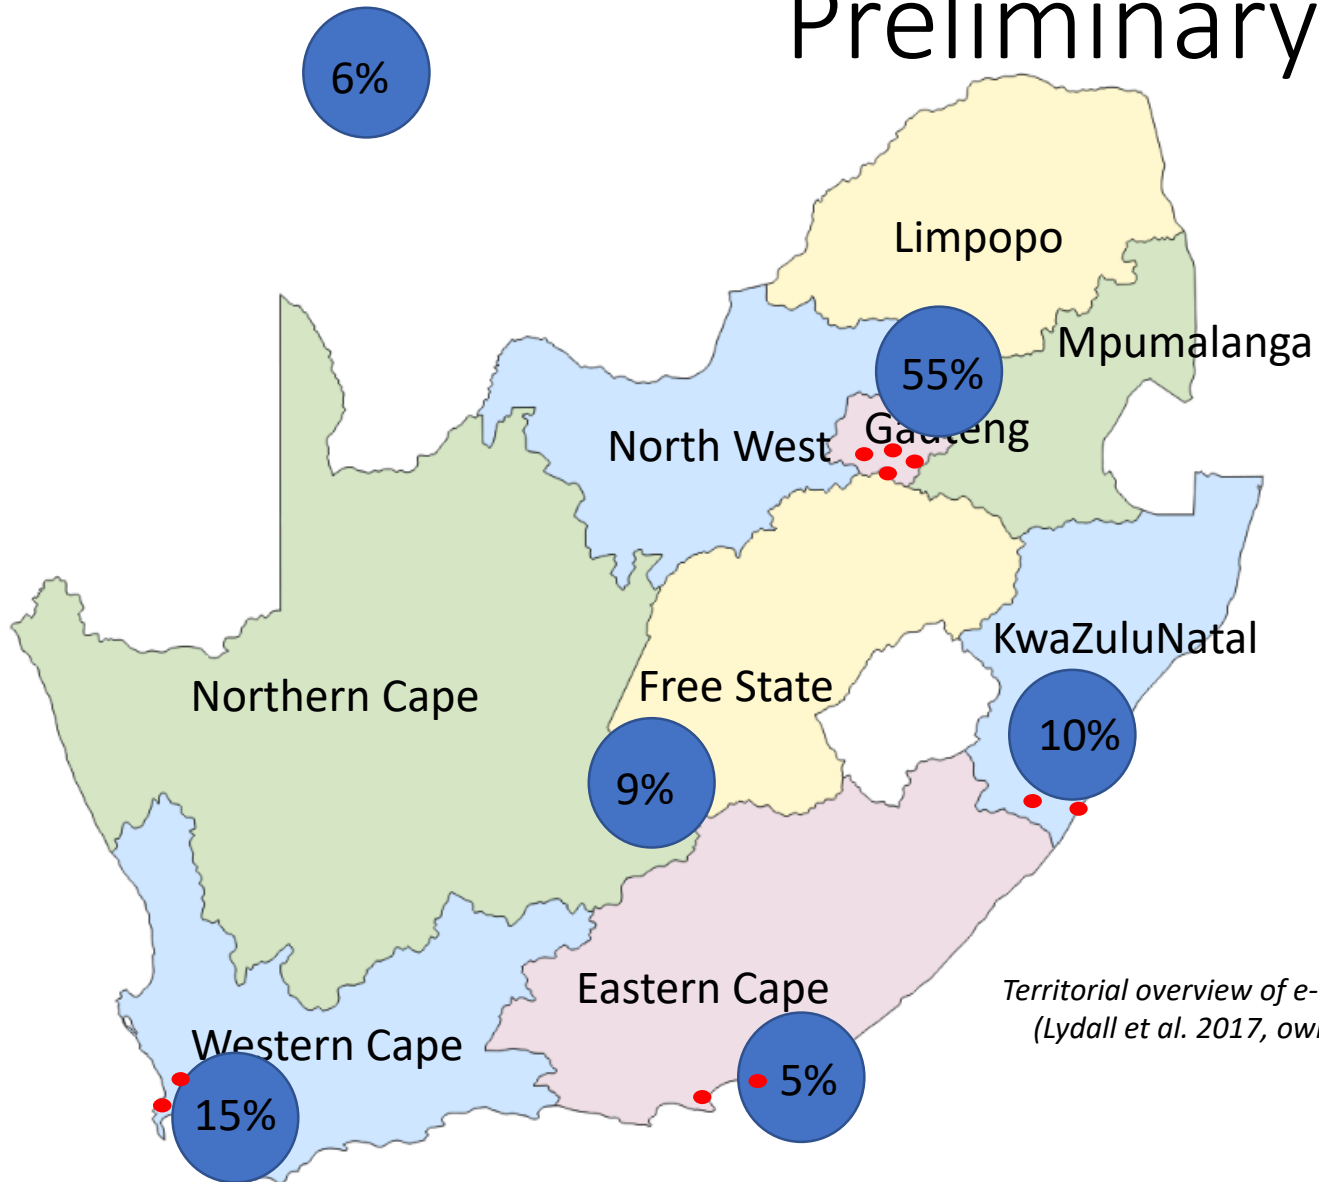 Preliminary
6%
Limpopo
Mpumalanga
55%
Gauteng
North West
KwaZuluNatal
Free State
Northern Cape
10%
9%
Eastern Cape
Territorial overview of e-
(Lydall et al. 2017, ow
Western Cape
5%
15%